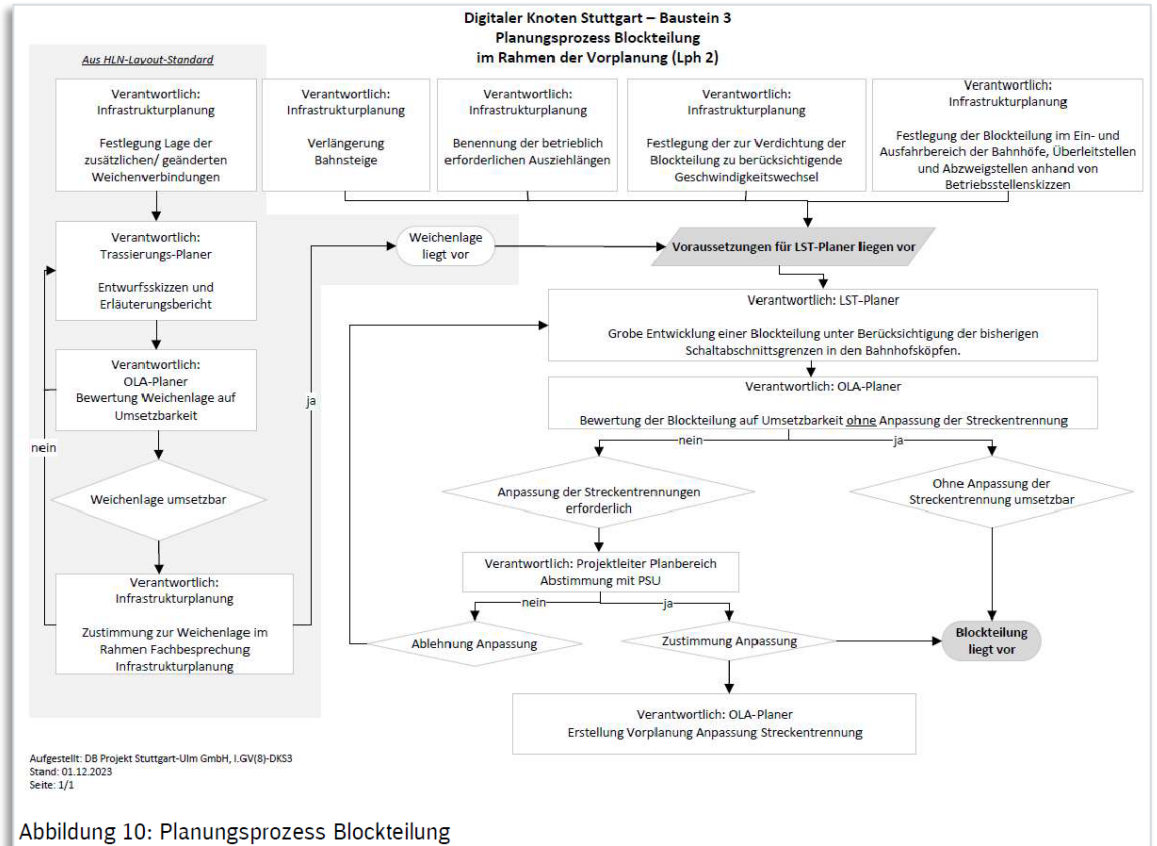 Digitaler Knoten Stuttgart – Baustein 3
Planungsprozess Blockteilung
im Rahmen der Vorplanung (Lph 2)
Aus HLN-Layout-Standard
Verantwortlich:
Infrastrukturplanung
Festlegung Lage der
zusätzlichen/ geänderten
Weichenverbindungen
Verantwortlich:
Infrastrukturplanung
Verlängerung
Bahnsteige
Verantwortlich:
Infrastrukturplanung
Benennung der betrieblich
erforderlichen Ausziehlängen
Verantwortlich:
Infrastrukturplanung
Festlegung der zur Verdichtung der
Blockteilung zu berücksichtigende
Geschwindigkeitswechsel
Verantwortlich:
Infrastrukturplanung
Festlegung der Blockteilung im Ein- und
Ausfahrbereich der Bahnhöfe, Überleitstellen
und Abzweigstellen anhand von
Betriebsstellenskizzen
Verantwortlich:
Trassierungs-Planer
Entwurfsskizzen und
Erläuterungsbericht
Weichenlage
liegt vor
Voraussetzungen für LST-Planer liegen vor
Verantwortlich: LST-Planer
Grobe Entwicklung einer Blockteilung unter Berücksichtigung der bisherigen
Schaltabschnittsgrenzen in den Bahnhofsköpfen.
Verantwortlich:
OLA-Planer
Bewertung Weichenlage auf
Umsetzbarkeit
ja
nein
Verantwortlich: OLA-Planer
Bewertung der Blockteilung auf Umsetzbarkeit ohne Anpassung der Streckentrennung
nein
ja
Weichenlage umsetzbar
Anpassung der Streckentrennungen
erforderlich
Ohne Anpassung der
Streckentrennung umsetzbar
Verantwortlich: Projektleiter Planbereich
Abstimmung mit PSU
nein
ja
Verantwortlich:
Infrastrukturplanung
Zustimmung zur Weichenlage im
Rahmen Fachbesprechung
Infrastrukturplanung
Ablehnung Anpassung
Zustimmung Anpassung
Blockteilung
liegt vor
Verantwortlich: OLA-Planer
Erstellung Vorplanung Anpassung Streckentrennung
Aufgestellt: DB Projekt Stuttgart-Ulm GmbH, I.GV(8)-DKS3
Stand: 01.12.2023
Seite: 1/1
Abbildung 10: Planungsprozess Blockteilung